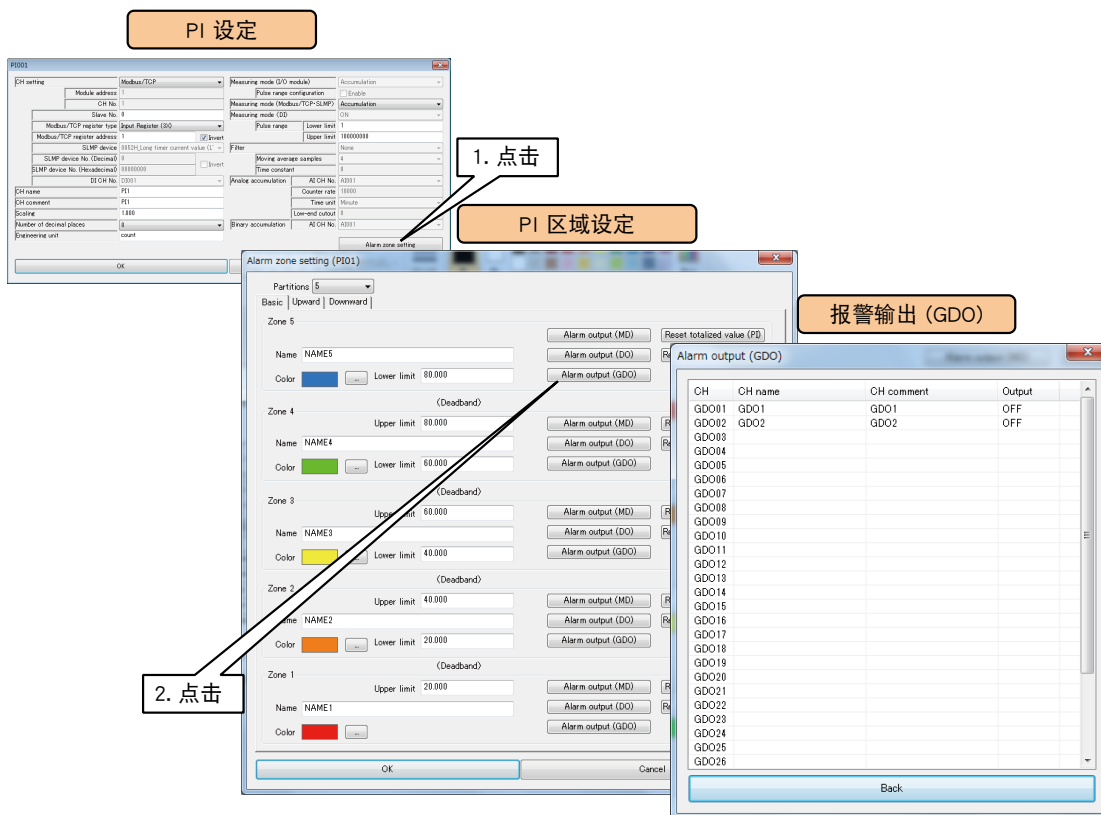 PI 设定
PI001
CH setting Modbus/TCP Measuring mode (I/O module) Accumulation
Module address 1 Pulse range configuration Enable
CH No. 1 Measuring mode (Modbus/TCP·SLMP) Accumulation
Slave No. 0 Measuring mode (DI) ON
Modbus/TCP register type Input Register (3X) Pulse range Lower limit 1
Modbus/TCP register address 1 Invert Upper limit 100000000
SLMP device 0052H_Long timer current value (L Filter None
SLMP device No. (Decimal) 0 Invert Moving average samples 4
SLMP device No. (Hexadecimal) 00000000 Time constant 0
DI CH No. DI001 Analog accumulation AI CH No. AI001
CH name PI1 Counter rate 10000
CH comment PI1 Time unit Minute
Scaling 1.000 Low-end cutout 0
Number of decimal places 0 Binary accumulation AI CH No. AI001
Engineering unit count
Alarm zone setting
OK
1. 点击
PI 区域设定
Alarm zone setting (PI01)
Partitions 5
Basic Upward Downward
Zone 5
Alarm output (MD) Reset totalized value (PI)
Name NAME5 Alarm output (DO) Re
Color ... Lower limit 80.000 Alarm output (GDO)
(Deadband)
Zone 4
Upper limit 80.000 Alarm output (MD) R
Name NAME4 Alarm output (DO) Re
Color ... Lower limit 60.000 Alarm output (GDO)
(Deadband)
Zone 3
Upper limit 60.000 Alarm output (MD) R
Name NAME3 Alarm output (DO) Re
Color ... Lower limit 40.000 Alarm output (GDO)
(Deadband)
Zone 2
Upper limit 40.000 Alarm output (MD) R
Name NAME2 Alarm output (DO) Re
Color ... Lower limit 20.000 Alarm output (GDO)
(Deadband)
Zone 1
Upper limit 20.000 Alarm output (MD) R
Name NAME1 Alarm output (DO) Re
Color ... Alarm output (GDO)
OK Cancel
2. 点击
报警输出 (GDO)
Alarm output (GDO)
CH CH name CH comment Output
GDO01 GDO1 GDO1 OFF
GDO02 GDO2 GDO2 OFF
GDO03
GDO04
GDO05
GDO06
GDO07
GDO08
GDO09
GDO10
GDO11
GDO12
GDO13
GDO14
GDO15
GDO16
GDO17
GDO18
GDO19
GDO20
GDO21
GDO22
GDO23
GDO24
GDO25
GDO26
Back